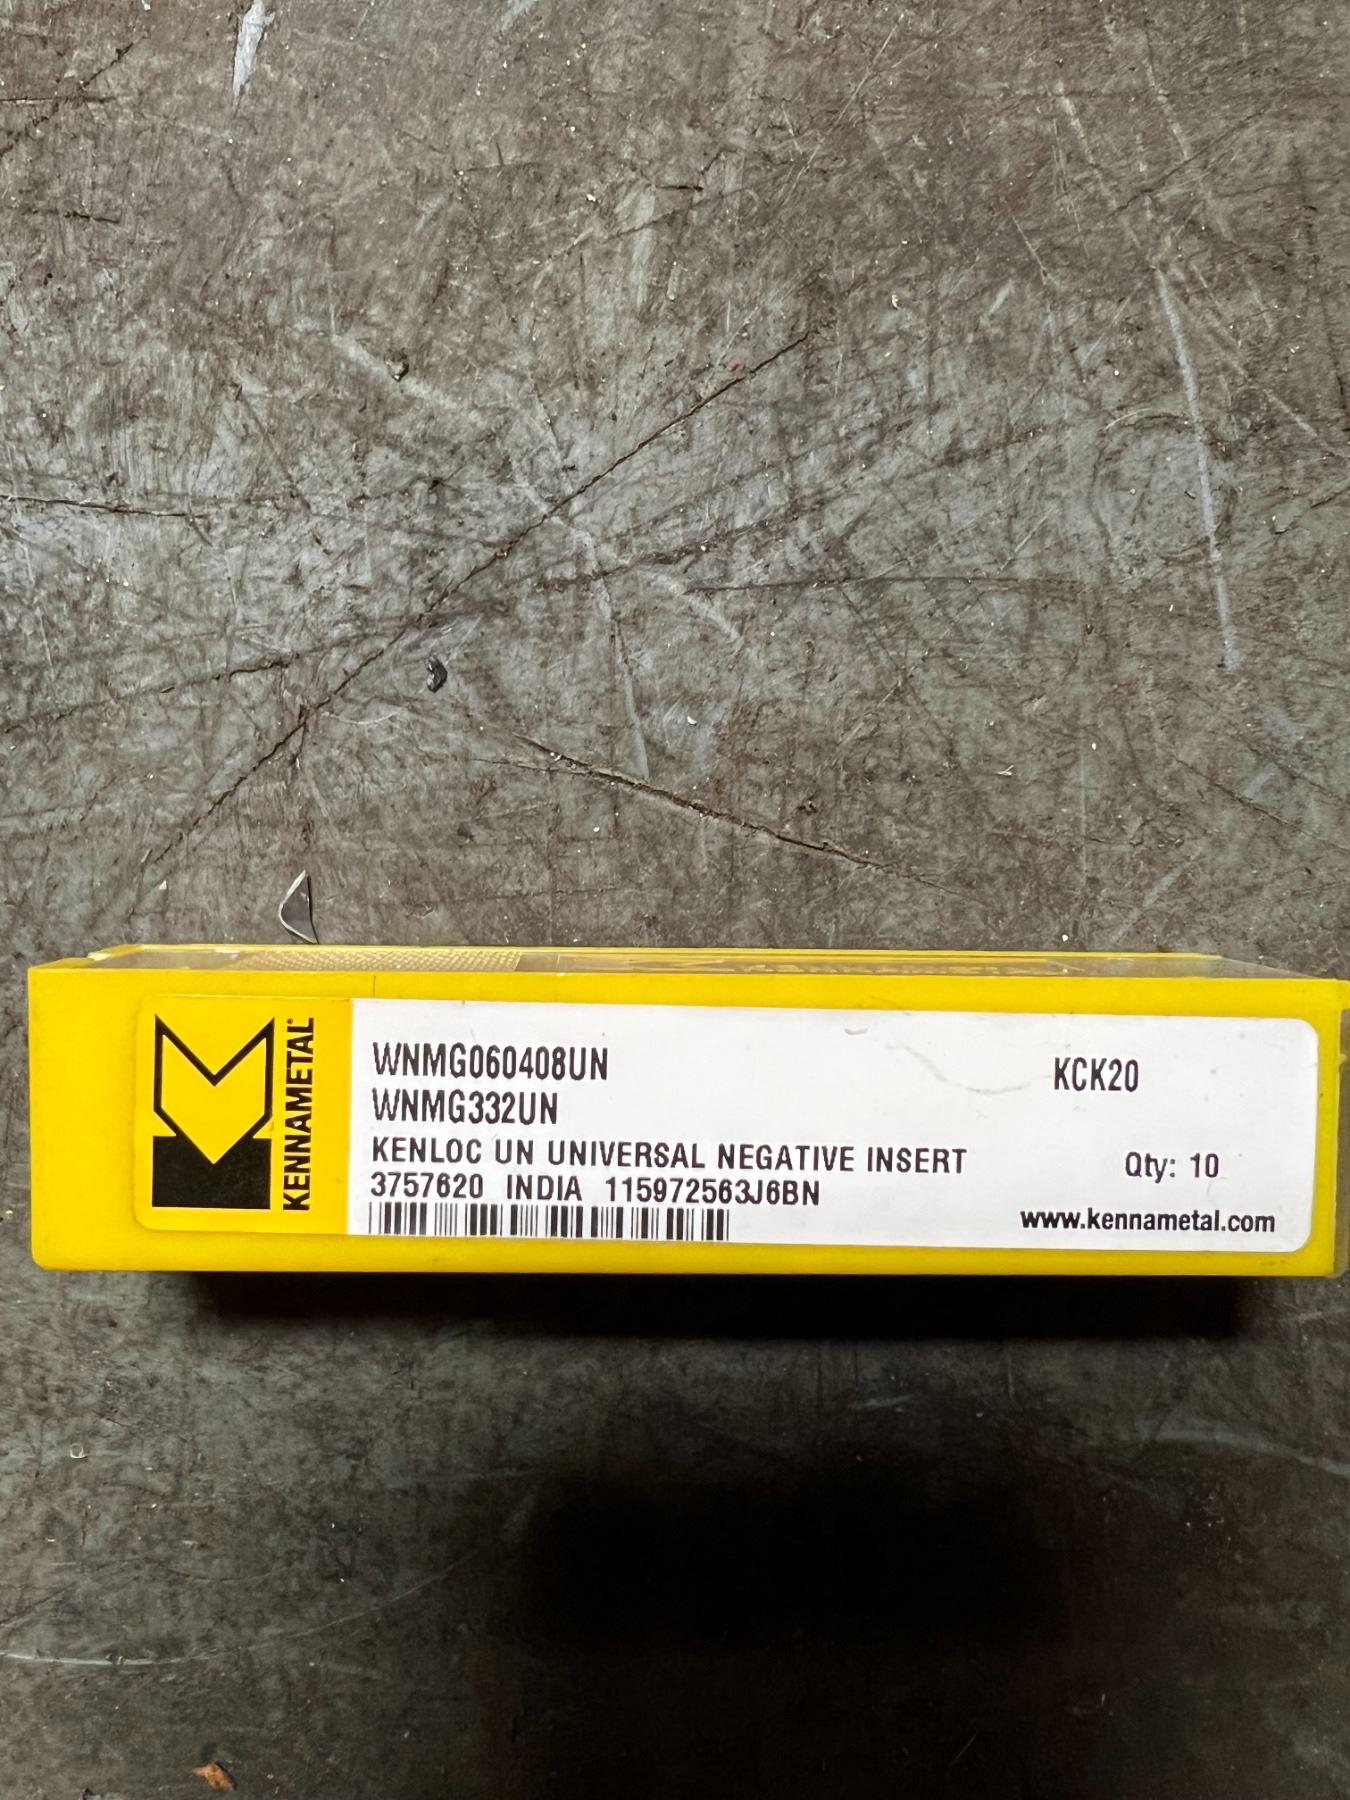 KENNAMETAL®
WNMG060408UN
KCK20
WNMG332UN
KENLOC UN UNIVERSAL NEGATIVE INSERT
Qty: 10
3757620 INDIA 115972563J6BN
www.kennametal.com